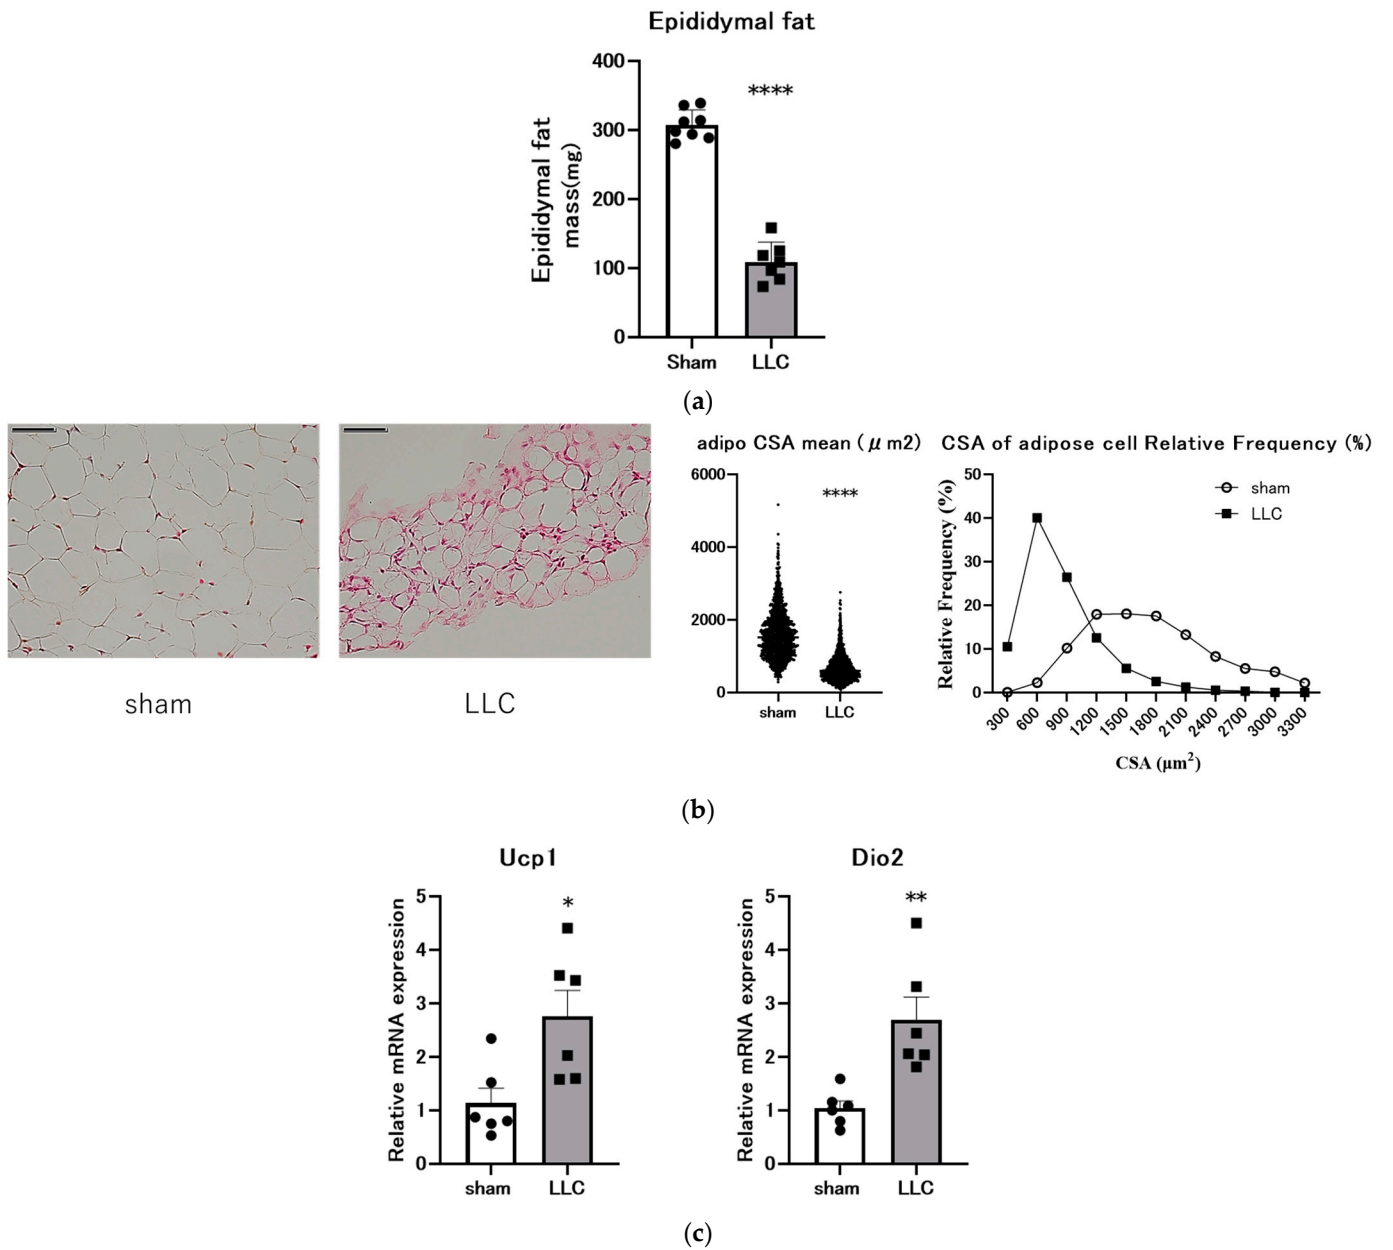 Epididymal fat
Epididymal fat
mass(mg)
400
300
200
100
0
****
Sham
LLC
(a)
sham
LLC
adipo CSA mean (μm2)
6000
4000
2000
0
****
sham
LLC
CSA of adipose cell Relative Frequency (%)
Relative Frequency (%)
50
40
30
20
10
0
sham
LLC
300
600
900
1200
1500
1800
2100
2400
2700
3000
3300
CSA (μm²)
(b)
Ucp1
Relative mRNA expression
5
4
3
2
1
0
*
sham
LLC
Dio2
Relative mRNA expression
5
4
3
2
1
0
**
sham
LLC
(c)